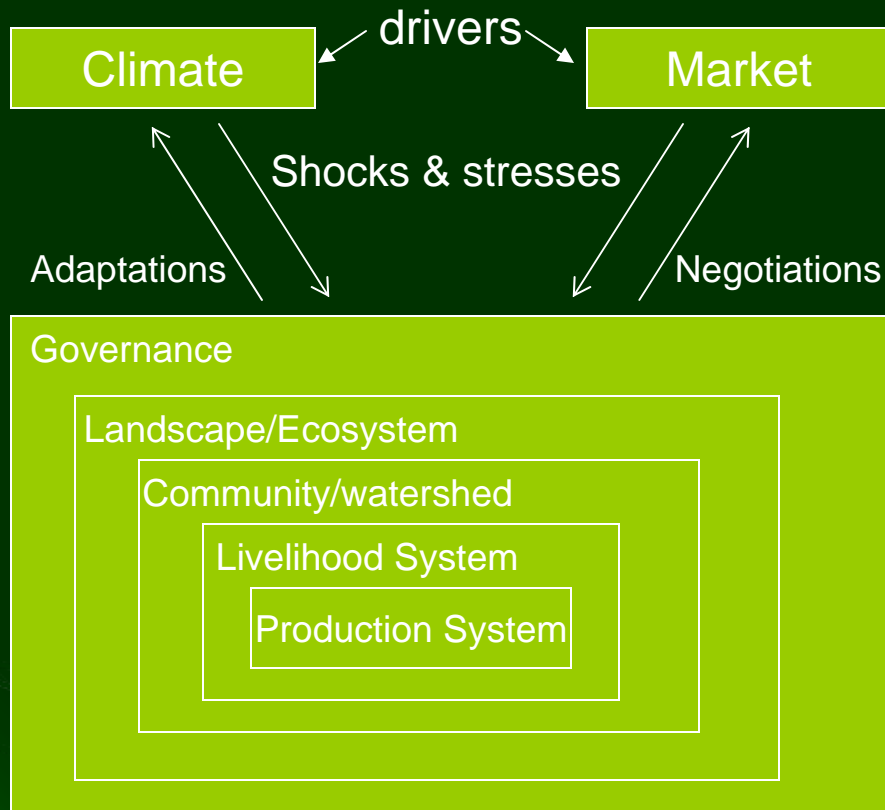 drivers
Climate
Market
Shocks & stresses
Adaptations
Negotiations
Governance
Landscape/Ecosystem
Community/watershed
Livelihood System
Production System